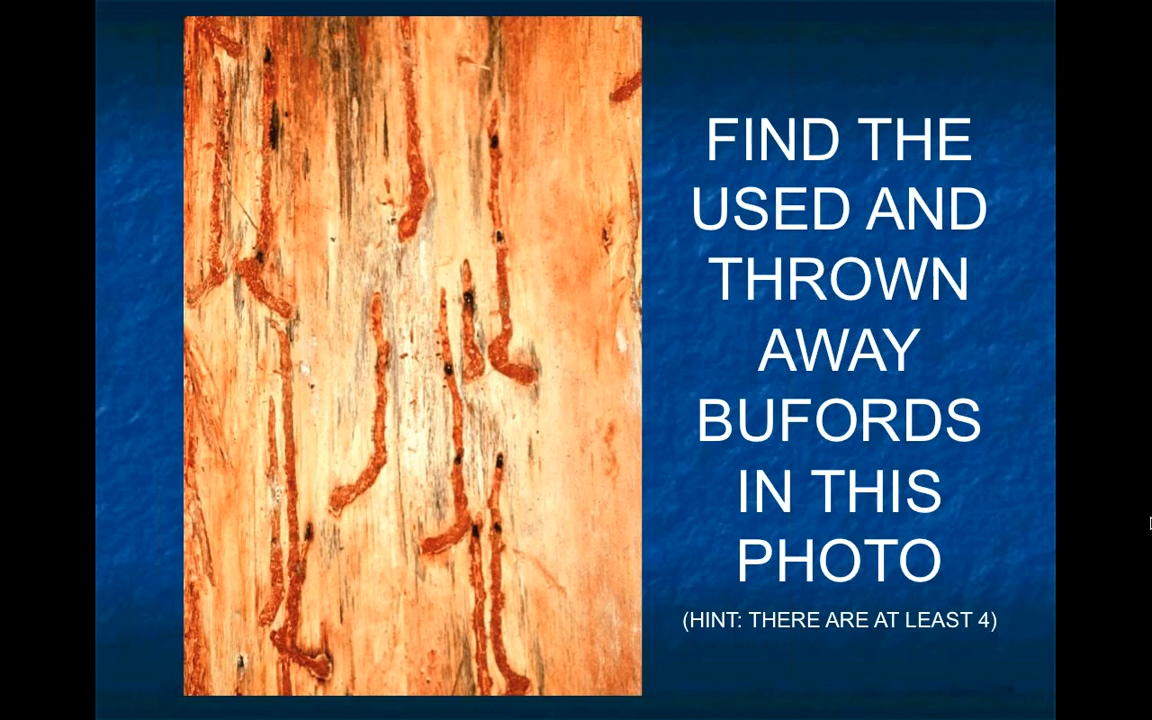 FIND THE
USED AND
THROWN
AWAY
BUFORDS
IN THIS
PHOTO
(HINT: THERE ARE AT LEAST 4)